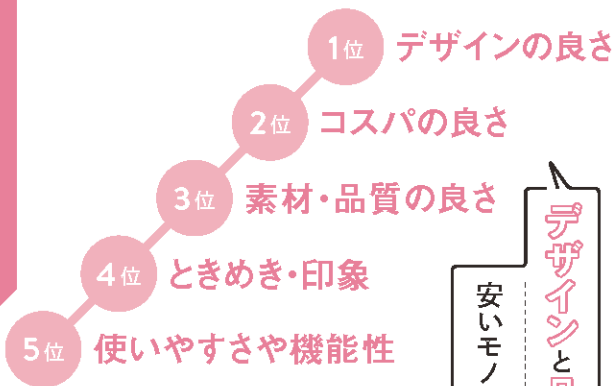 1位 デザインの良さ
2位 コスパの良さ
3位 素材・品質の良さ
4位 ときめき・印象
5位 使いやすさや機能性
デザインと
安いモノ